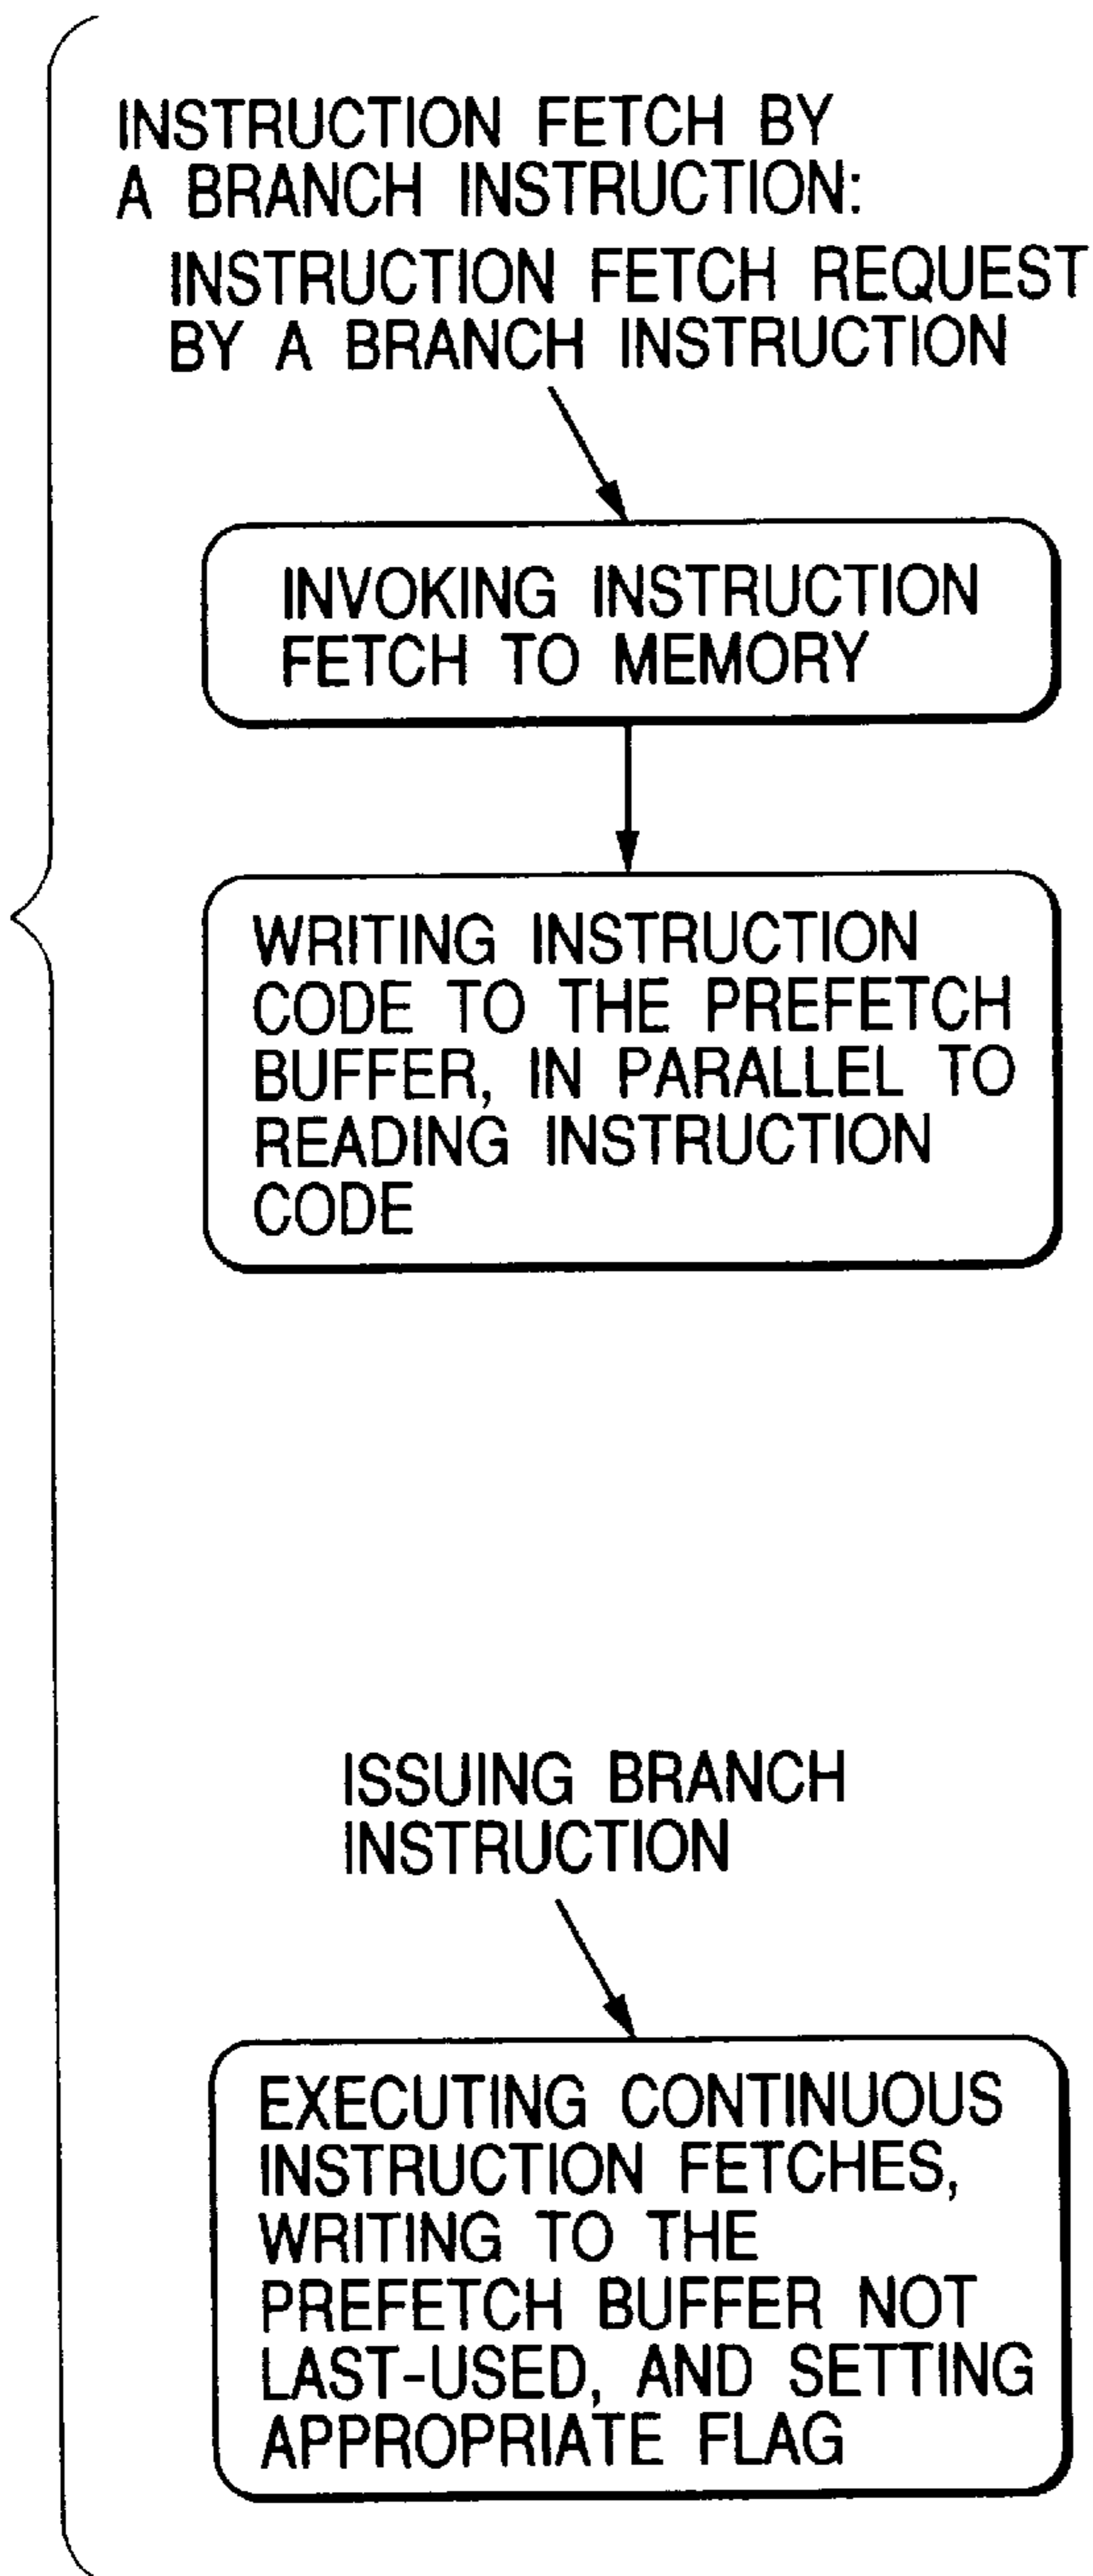 INSTRUCTION FETCH BY
A BRANCH INSTRUCTION:
INSTRUCTION FETCH REQUEST
BY A BRANCH INSTRUCTION
INVOKING INSTRUCTION
FETCH TO MEMORY
WRITING INSTRUCTION
CODE TO THE PREFETCH
BUFFER, IN PARALLEL TO
READING INSTRUCTION
CODE
ISSUING BRANCH
INSTRUCTION
EXECUTING CONTINUOUS
INSTRUCTION FETCHES,
WRITING TO THE
PREFETCH BUFFER NOT
LAST-USED, AND SETTING
APPROPRIATE FLAG